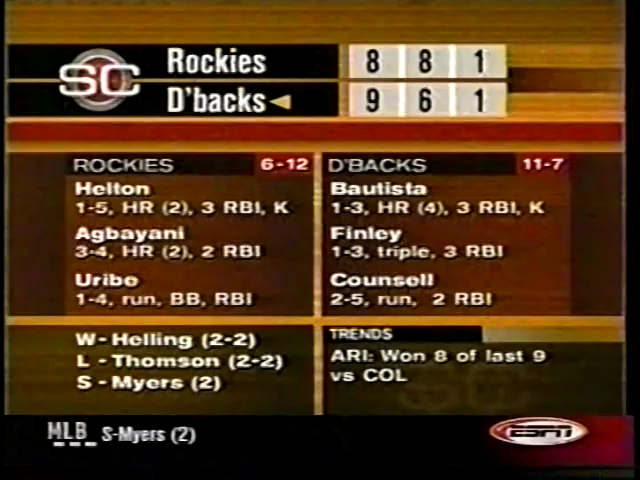 SC
Rockies 8 8 1
D'backs 9 6 1
ROCKIES 6-12
Helton
1-5, HR (2), 3 RBI, K
Agbayani
3-4, HR (2), 2 RBI
Uribe
1-4, run, BB, RBI
D'BACKS 11-7
Bautista
1-3, HR (4), 3 RBI, K
Finley
1-3, triple, 3 RBI
Counsell
2-5, run, 2 RBI
W - Helling (2-2)
L - Thomson (2-2)
S - Myers (2)
TRENDS
ARI: Won 8 of last 9
vs COL
MLB S-Myers (2)
ESPN